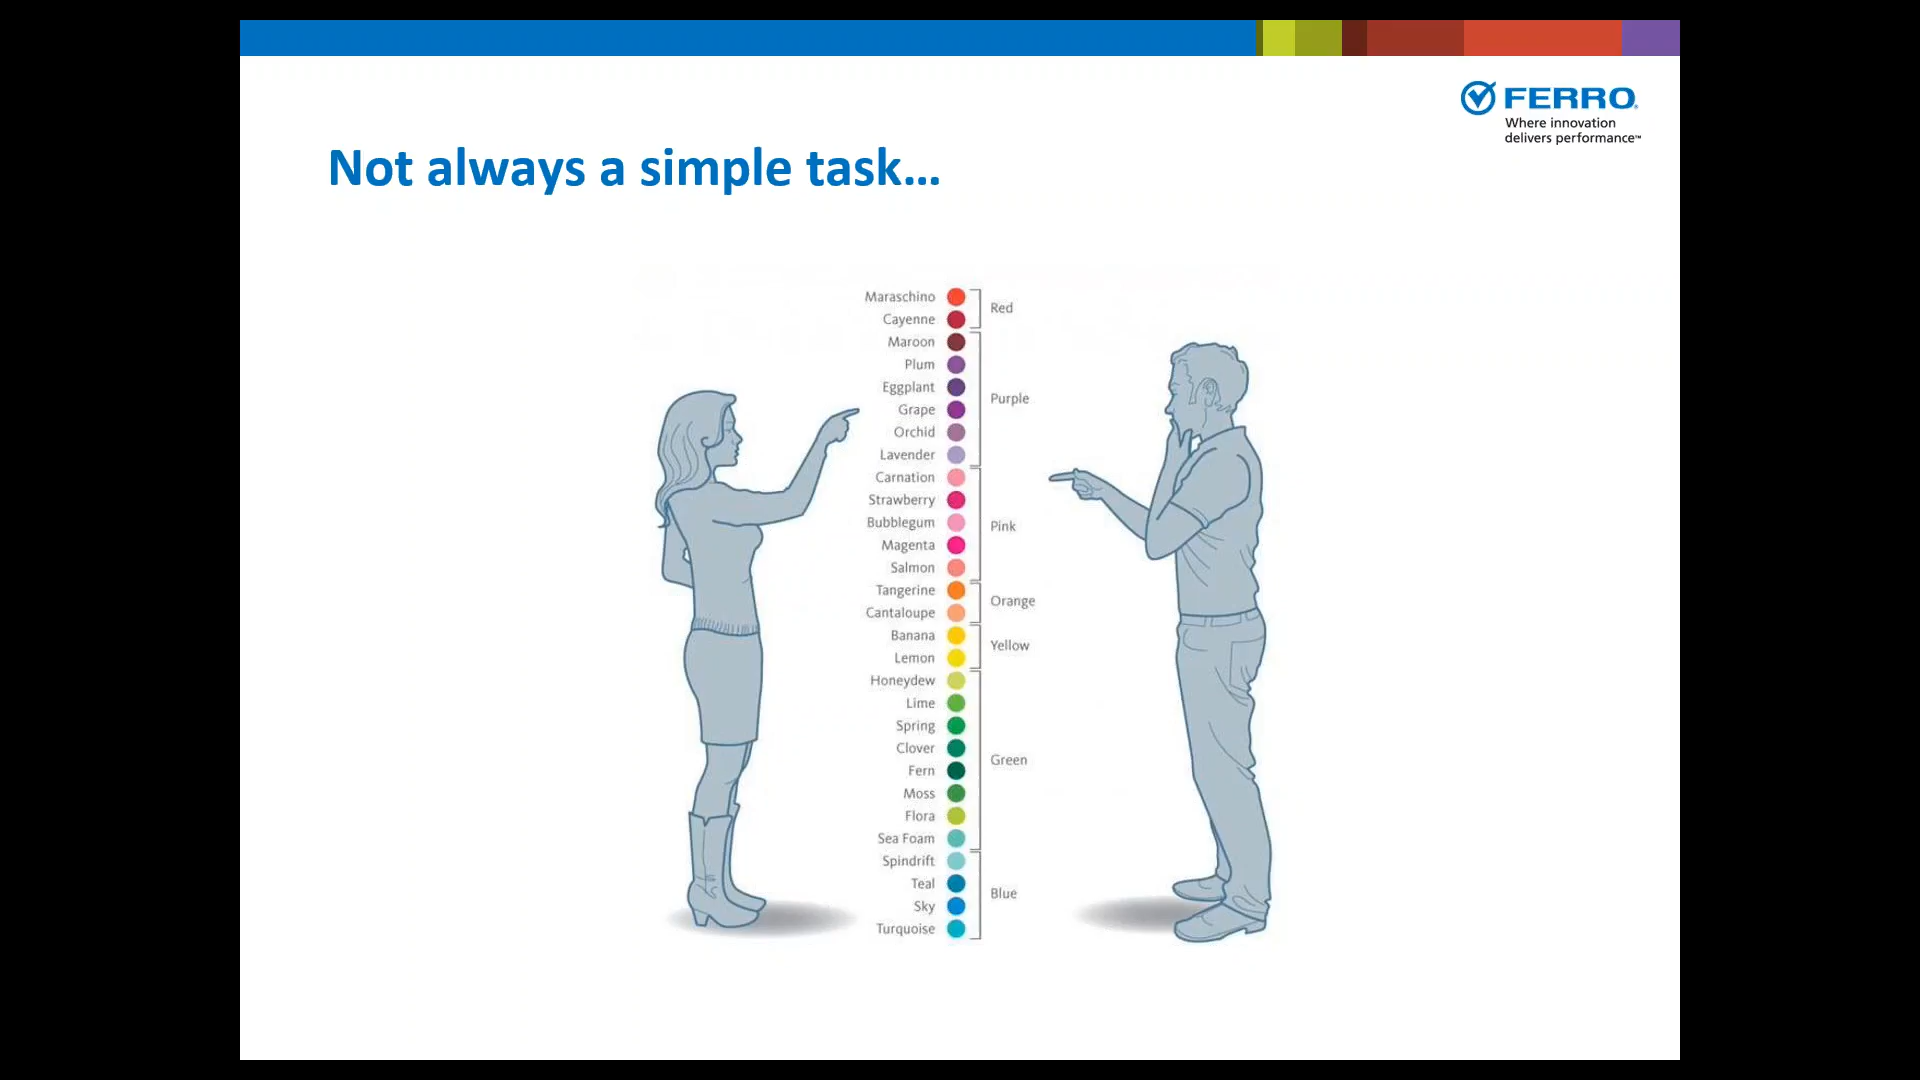 FERRO
Where innovation
delivers performance™
Not always a simple task...
Maraschino
Cayenne
Red
Maroon
Plum
Eggplant
Grape
Orchid
Lavender
Purple
Carnation
Strawberry
Bubblegum
Magenta
Salmon
Pink
Tangerine
Cantaloupe
Orange
Banana
Lemon
Yellow
Honeydew
Lime
Spring
Clover
Fern
Moss
Flora
Sea Foam
Green
Spindrift
Teal
Sky
Turquoise
Blue